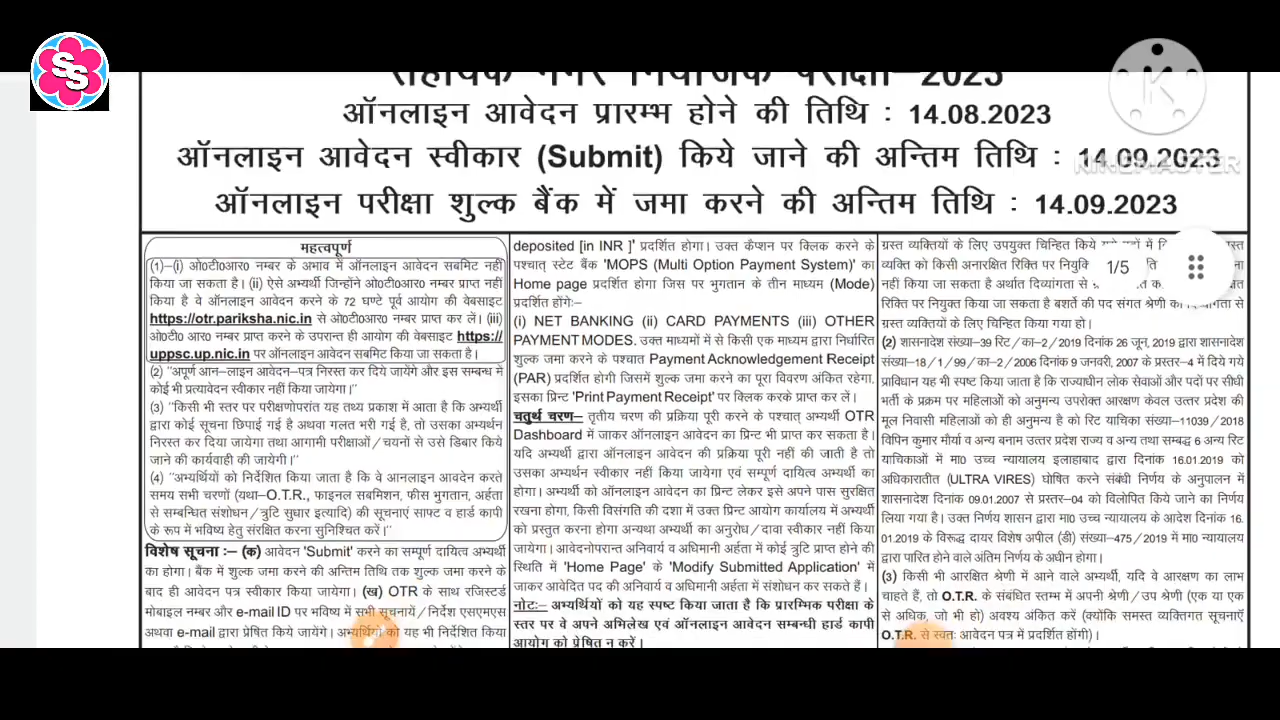 SS
सहायक नगर नियोजक परीक्षा–2023
ऑनलाइन आवेदन प्रारम्भ होने की तिथि : 14.08.2023
ऑनलाइन आवेदन स्वीकार (Submit) किये जाने की अन्तिम तिथि : 14.09.2023
ऑनलाइन परीक्षा शुल्क बैंक में जमा करने की अन्तिम तिथि : 14.09.2023
K
KINEMASTER
1/5
महत्वपूर्ण
(1)–(i) ओ0टी0आर0 नम्बर के अभाव में ऑनलाइन आवेदन सबमिट नहीं
किया जा सकता है। (ii) ऐसे अभ्यर्थी जिन्होंने ओ0टी0आर0 नम्बर प्राप्त नहीं
किया है वे ऑनलाइन आवेदन करने के 72 घण्टे पूर्व आयोग की वेबसाइट
https://otr.pariksha.nic.in से ओ0टी0आर0 नम्बर प्राप्त कर लें। (iii)
ओ0टी0आर0 नम्बर प्राप्त करने के उपरान्त ही आयोग की वेबसाइट https://
uppsc.up.nic.in पर ऑनलाइन आवेदन सबमिट किया जा सकता है।
(2) "अपूर्ण आन–लाइन आवेदन–पत्र निरस्त कर दिये जायेंगे और इस सम्बन्ध मे
कोई भी प्रत्यावेदन स्वीकार नहीं किया जायेगा।"
(3) "किसी भी स्तर पर परीक्षणोपरांत यह तथ्य प्रकाश में आता है कि अभ्यर्थी
द्वारा कोई सूचना छिपाई गई है अथवा गलत भरी गई है, तो उसका अभ्यर्थन
निरस्त कर दिया जायेगा तथा आगामी परीक्षाओं/चयनों से उसे डिबार किये
जाने की कार्यवाही की जायेगी।"
(4) "अभ्यर्थियों को निर्देशित किया जाता है कि वे आनलाइन आवेदन करते
समय सभी चरणों (यथा–O.T.R., फाइनल सबमिशन, फीस भुगतान, अर्हता
से सम्बन्धित संशोधन/त्रुटि सुधार इत्यादि) की सूचनाएं साफ्ट व हार्ड कापी
के रूप में भविष्य हेतु संरक्षित करना सुनिश्चित करें।"
विशेष सूचना :– (क) आवेदन 'Submit' करने का सम्पूर्ण दायित्व अभ्यर्थी
का होगा। बैंक में शुल्क जमा करने की अन्तिम तिथि तक शुल्क जमा करने के
बाद ही आवेदन पत्र स्वीकार किया जायेगा। (ख) OTR के साथ रजिस्टर्ड
मोबाइल नम्बर और e-mail ID पर भविष्य में सभी सूचनायें/निर्देश एसएमएस
अथवा e-mail द्वारा प्रेषित किये जायेंगे। अभ्यर्थियों को यह भी निर्देशित किया
deposited [in INR ]' प्रदर्शित होगा। उक्त कैप्शन पर क्लिक करने के
पश्चात् स्टेट बैंक 'MOPS (Multi Option Payment System)' का
Home page प्रदर्शित होगा जिस पर भुगतान के तीन माध्यम (Mode)
प्रदर्शित होंगेः–
(i) NET BANKING (ii) CARD PAYMENTS (iii) OTHER
PAYMENT MODES. उक्त माध्यमों में से किसी एक माध्यम द्वारा निर्धारित
शुल्क जमा करने के पश्चात Payment Acknowledgement Receipt
(PAR) प्रदर्शित होगी जिसमें शुल्क जमा करने का पूरा विवरण अंकित रहेगा,
इसका प्रिन्ट 'Print Payment Receipt' पर क्लिक करके प्राप्त कर लें।
चतुर्थ चरण– तृतीय चरण की प्रक्रिया पूरी करने के पश्चात् अभ्यर्थी OTR
Dashboard में जाकर ऑनलाइन आवेदन का प्रिन्ट भी प्राप्त कर सकता है।
यदि अभ्यर्थी द्वारा ऑनलाइन आवेदन की प्रक्रिया पूरी नहीं की जाती है तो
उसका अभ्यर्थन स्वीकार नहीं किया जायेगा एवं सम्पूर्ण दायित्व अभ्यर्थी का
होगा। अभ्यर्थी को ऑनलाइन आवेदन का प्रिन्ट लेकर इसे अपने पास सुरक्षित
रखना होगा, किसी विसंगति की दशा में उक्त प्रिन्ट आयोग कार्यालय में अभ्यर्थी
को प्रस्तुत करना होगा अन्यथा अभ्यर्थी का अनुरोध/दावा स्वीकार नहीं किया
जायेगा। आवेदनोपरान्त अनिवार्य व अधिमानी अर्हता में कोई त्रुटि प्राप्त होने की
स्थिति में 'Home Page' के 'Modify Submitted Application' में
जाकर आवेदित पद की अनिवार्य व अधिमानी अर्हता में संशोधन कर सकते हैं।
नोटः– अभ्यर्थियों को यह स्पष्ट किया जाता है कि प्रारम्भिक परीक्षा के
स्तर पर वे अपने अभिलेख एवं ऑनलाइन आवेदन सम्बन्धी हार्ड कापी
आयोग को प्रेषित न करें।
ग्रस्त व्यक्तियों के लिए उपयुक्त चिन्हित किये
व्यक्ति को किसी अनारक्षित रिक्ति पर
नहीं किया जा सकता है अर्थात दिव्यांगता से
रिक्ति पर नियुक्त किया जा सकता है बशर्ते की पद संगत श्रेणी से
ग्रस्त व्यक्तियों के लिए चिन्हित किया गया हो।
(2) शासनादेश संख्या–39 रिट/का–2/2019 दिनांक 26 जून, 2019 द्वारा शासनादेश
संख्या–18/1/99/का–2/2006 दिनांक 9 जनवरी, 2007 के प्रस्तर–4 में दिये गये
प्राविधान यह भी स्पष्ट किया जाता है कि राज्याधीन लोक सेवाओं और पदों पर सीधी
भर्ती के प्रक्रम पर महिलाओं को अनुमन्य उपरोक्त आरक्षण केवल उत्तर प्रदेश की
मूल निवासी महिलाओं को ही अनुमन्य है को रिट याचिका संख्या–11039/2018
विपिन कुमार मौर्या व अन्य बनाम उत्तर प्रदेश राज्य व अन्य तथा सम्बद्ध 6 अन्य रिट
याचिकाओं में मा0 उच्च न्यायालय इलाहाबाद द्वारा दिनांक 16.01.2019 को
अधिकारातीत (ULTRA VIRES) घोषित करने संबंधी निर्णय के अनुपालन में
शासनादेश दिनांक 09.01.2007 से प्रस्तर–04 को विलोपित किये जाने का निर्णय
लिया गया है। उक्त निर्णय शासन द्वारा मा0 उच्च न्यायालय के आदेश दिनांक 16.
01.2019 के विरूद्ध दायर विशेष अपील (डी) संख्या–475/2019 में मा0 न्यायालय
द्वारा पारित होने वाले अंतिम निर्णय के अधीन होगा।
(3) किसी भी आरक्षित श्रेणी में आने वाले अभ्यर्थी, यदि वे आरक्षण का लाभ
चाहते हैं, तो O.T.R. के संबंधित स्तम्भ में अपनी श्रेणी/उप श्रेणी (एक या एक
से अधिक, जो भी हो) अवश्य अंकित करें (क्योंकि समस्त व्यक्तिगत सूचनाएँ
O.T.R. से स्वतः आवेदन पत्र में प्रदर्शित होंगी)।